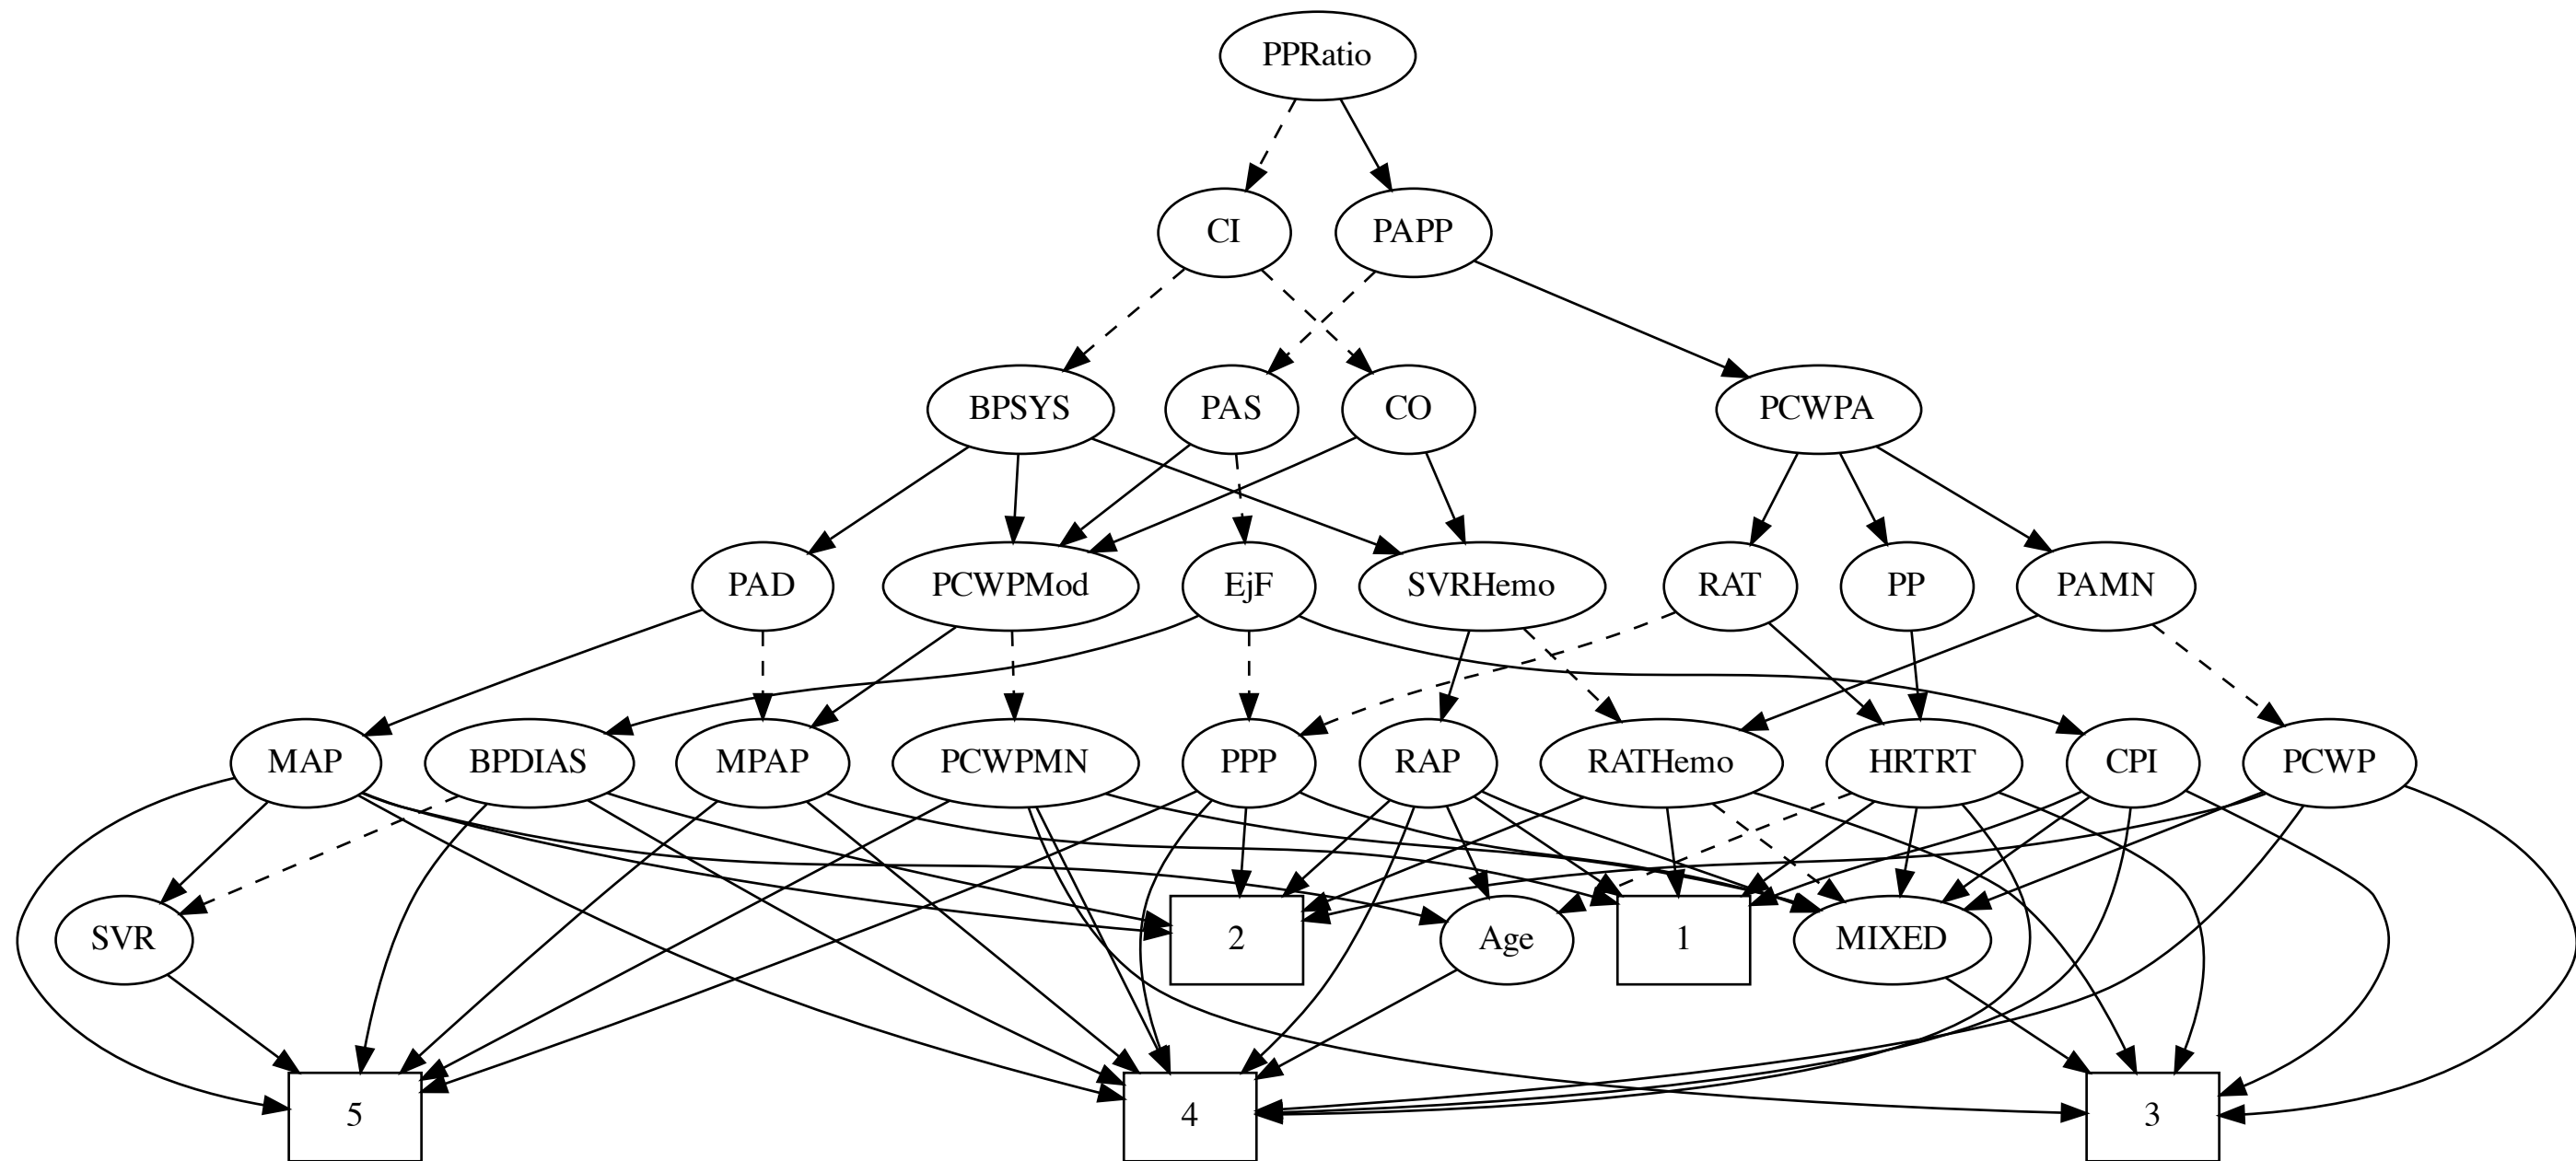 PPRatio
CI
PAPP
BPSYS
PAS
CO
PCWPA
PAD
PCWPMod
EjF
SVRHemo
RAT
PP
PAMN
MAP
BPDIAS
MPAP
PCWPMN
PPP
RAP
RATHemo
HRTRT
CPI
PCWP
SVR
2
Age
1
MIXED
5
4
3